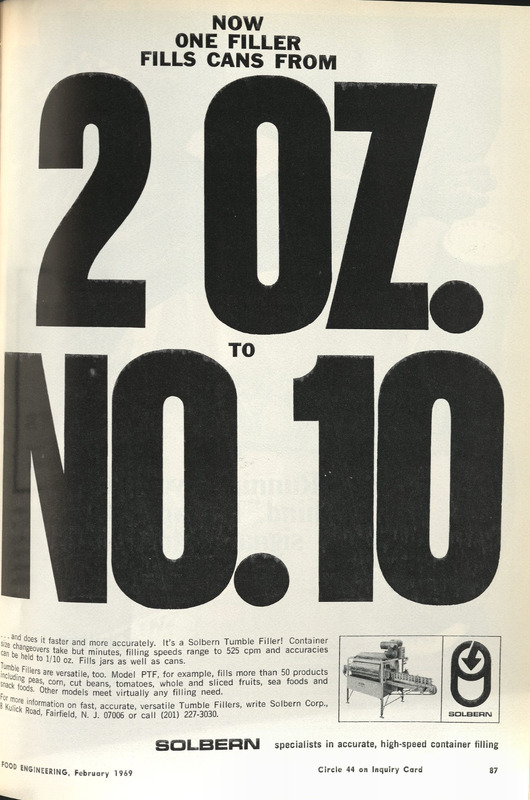 NOW
ONE FILLER
FILLS CANS FROM
2 OZ.
TO
NO. 10
. . . and does it faster and more accurately. It's a Solbern Tumble Filler! Container
size changeovers take but minutes, filling speeds range to 525 cpm and accuracies
can be held to 1/10 oz. Fills jars as well as cans.
Tumble Fillers are versatile, too. Model PTF, for example, fills more than 50 products
including peas, corn, cut beans, tomatoes, whole and sliced fruits, sea foods and
snack foods. Other models meet virtually any filling need.
For more information on fast, accurate, versatile Tumble Fillers, write Solbern Corp.,
8 Kulick Road, Fairfield, N. J. 07006 or call (201) 227-3030.
SOLBERN
SOLBERN specialists in accurate, high-speed container filling
FOOD ENGINEERING, February 1969 Circle 44 on Inquiry Card 87